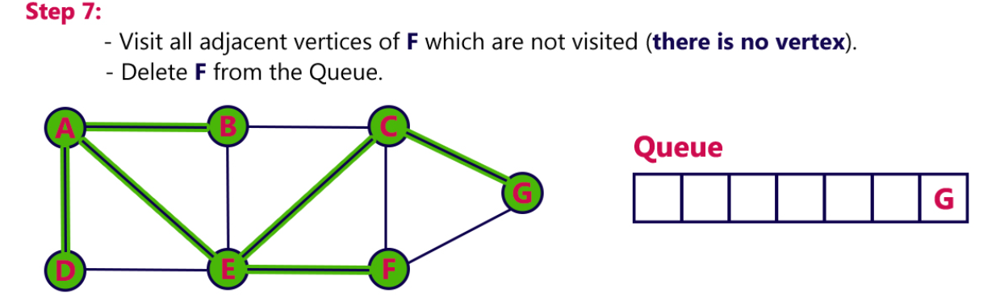 Step 7:
- Visit all adjacent vertices of F which are not visited (there is no vertex).
- Delete F from the Queue.
A B C
G
D E F
Queue
G